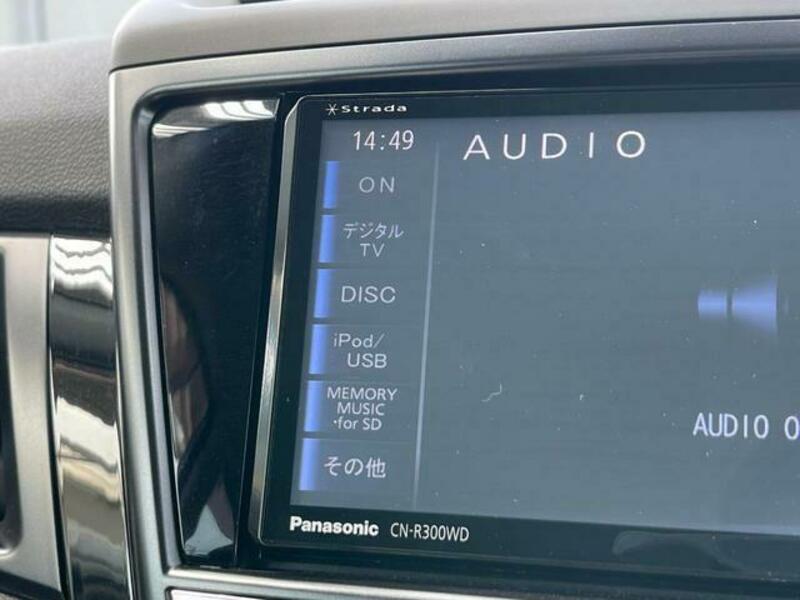 Strada
14:49
AUDIO
ON
デジタル
TV
DISC
iPod/
USB
MEMORY
MUSIC
·for SD
その他
AUDIO O
Panasonic CN-R300WD